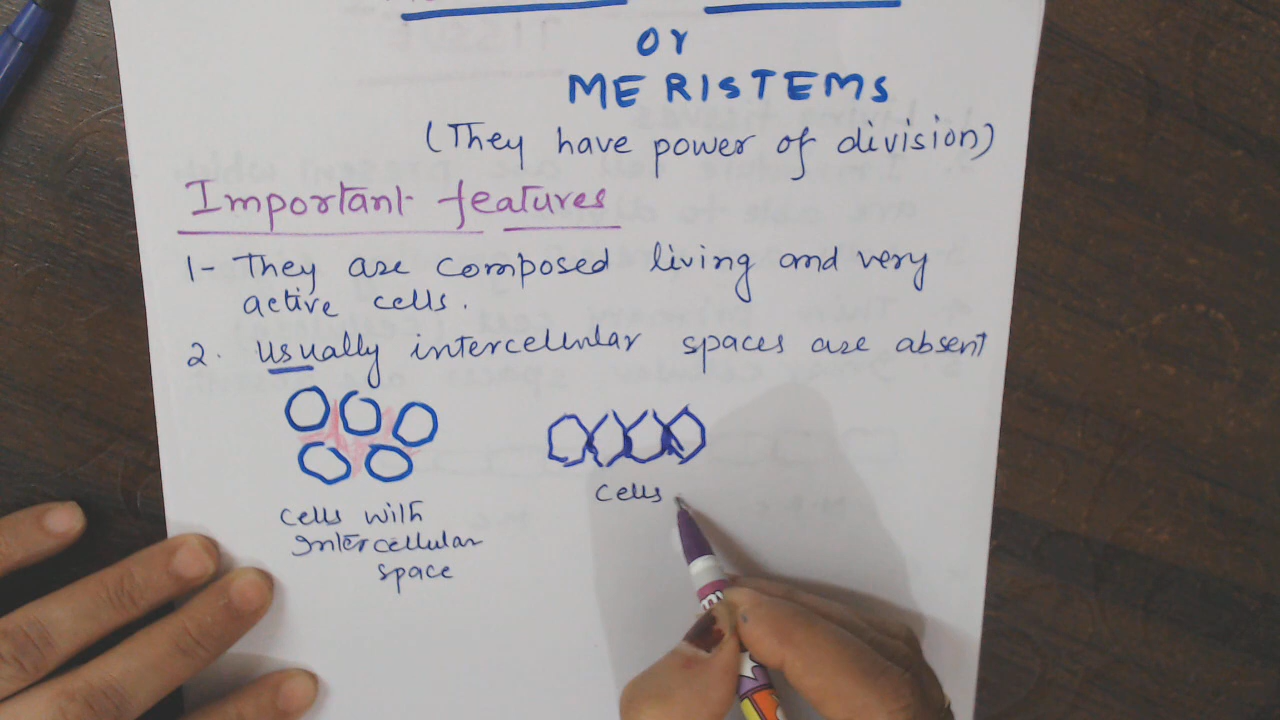 or
MERISTEMS
(They have power of division)
Important features
1- They are composed living and very
active cells.
2. Usually intercellular spaces are absent
cells with
Intercellular
space
cells